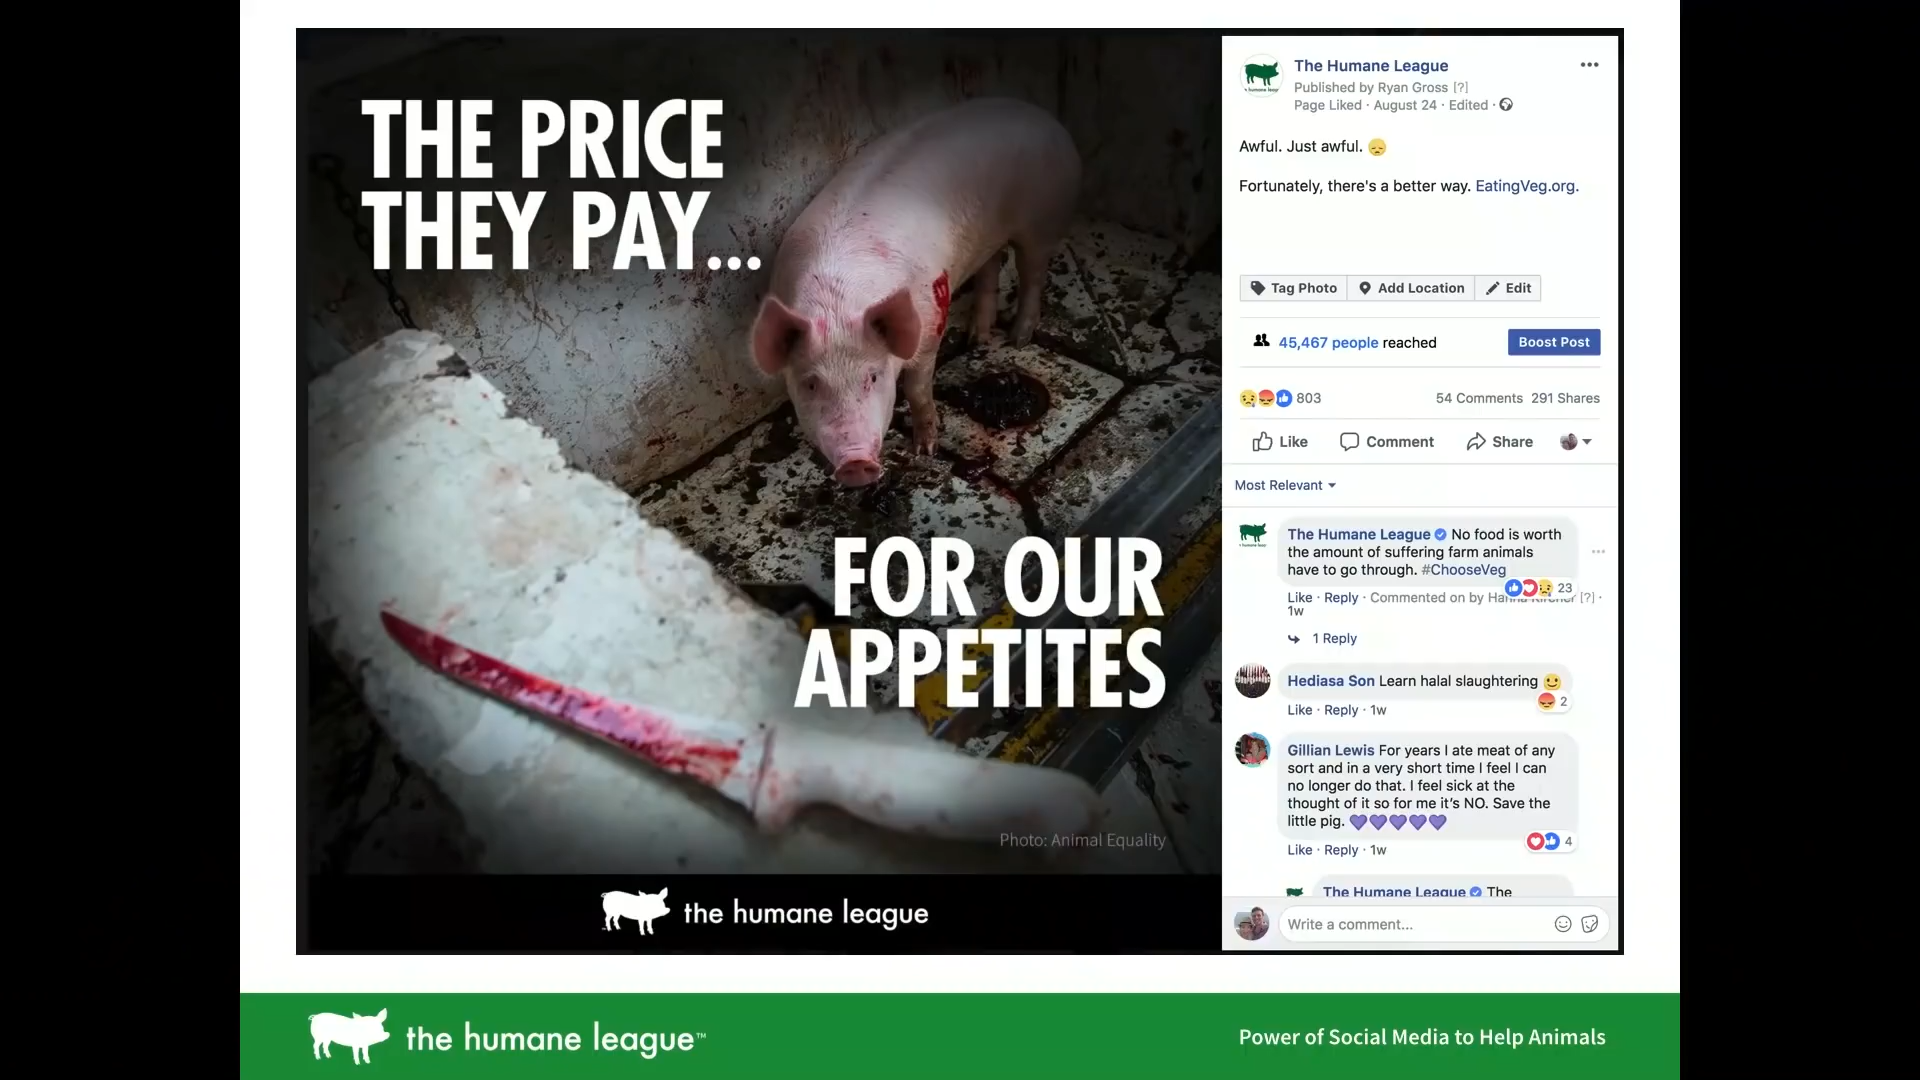 THE PRICE
THEY PAY...
FOR OUR
APPETITES
Photo: Animal Equality
the humane league
The Humane League
Published by Ryan Gross [?]
Page Liked · August 24 · Edited ·
Awful. Just awful. 😞
Fortunately, there's a better way. EatingVeg.org.
Tag Photo Add Location Edit
45,467 people reached Boost Post
803 54 Comments 291 Shares
Like Comment Share
Most Relevant
The Humane League No food is worth
the amount of suffering farm animals
have to go through. #ChooseVeg
23
Like · Reply · Commented on by [?] ·
1w
1 Reply
Hediasa Son Learn halal slaughtering 🙂
2
Like · Reply · 1w
Gillian Lewis For years I ate meat of any
sort and in a very short time I feel I can
no longer do that. I feel sick at the
thought of it so for me it's NO. Save the
little pig. 💜💜💜💜💜
4
Like · Reply · 1w
The Humane League The
Write a comment...
the humane league™
Power of Social Media to Help Animals